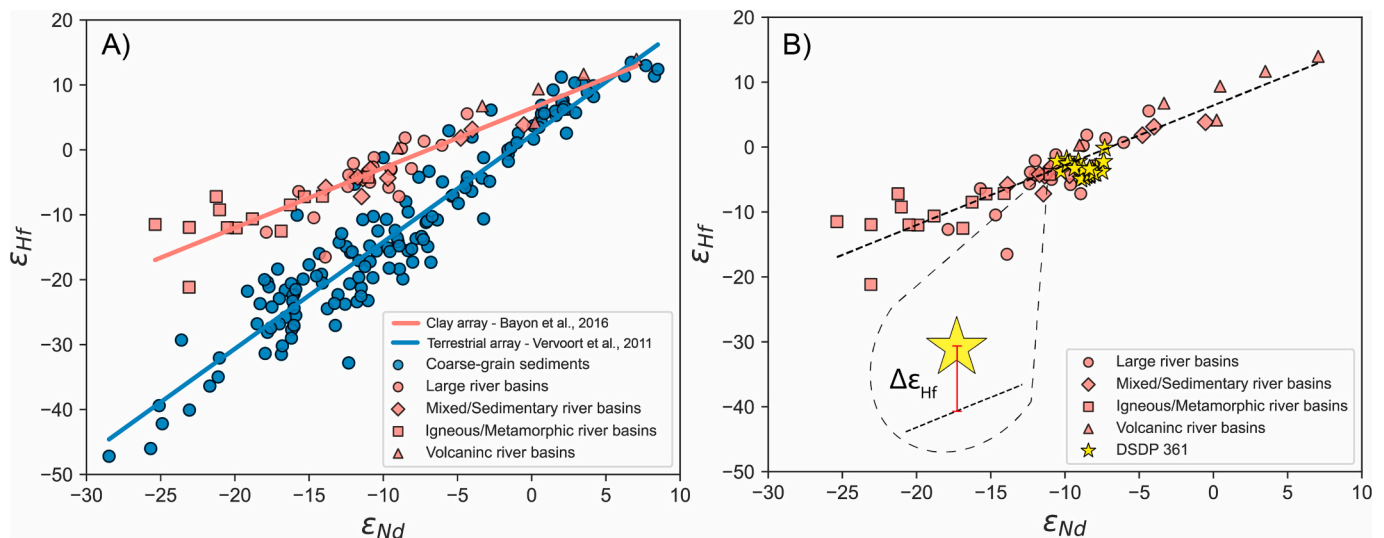 A)
20
10
0
−10
−20
−30
−40
−50
εHf
−30
−25
−20
−15
−10
−5
0
5
10
εNd
Clay array - Bayon et al., 2016
Terrestrial array - Vervoort et al., 2011
Coarse-grain sediments
Large river basins
Mixed/Sedimentary river basins
Igneous/Metamorphic river basins
Volcaninc river basins
B)
20
10
0
−10
−20
−30
−40
−50
εHf
ΔεHf
−30
−25
−20
−15
−10
−5
0
5
10
εNd
Large river basins
Mixed/Sedimentary river basins
Igneous/Metamorphic river basins
Volcaninc river basins
DSDP 361